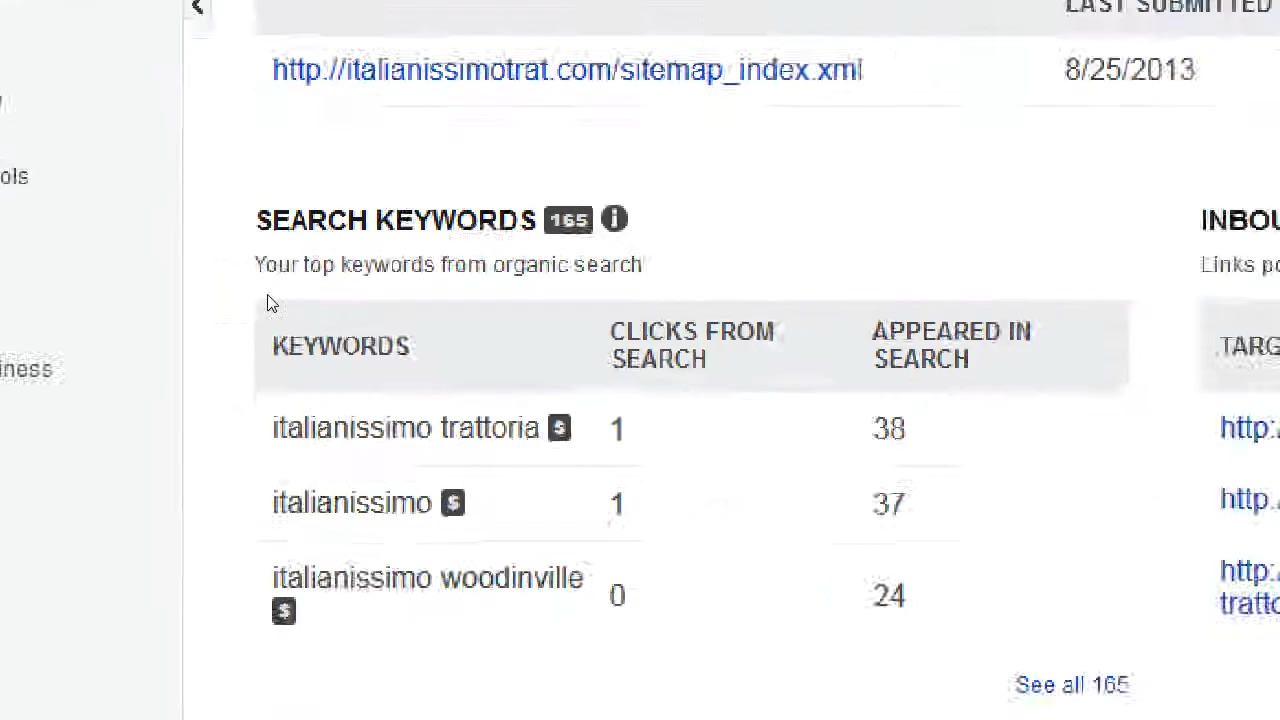 LAST SUBMITTED
http://italianissimotrat.com/sitemap_index.xml 8/25/2013
ols
SEARCH KEYWORDS 165 i INBOU
Your top keywords from organic search Links po
iness
KEYWORDS CLICKS FROM SEARCH APPEARED IN SEARCH TARG
italianissimo trattoria $ 1 38 http:/
italianissimo $ 1 37 http:/
italianissimo woodinville $ 0 24 http:/
tratto
See all 165